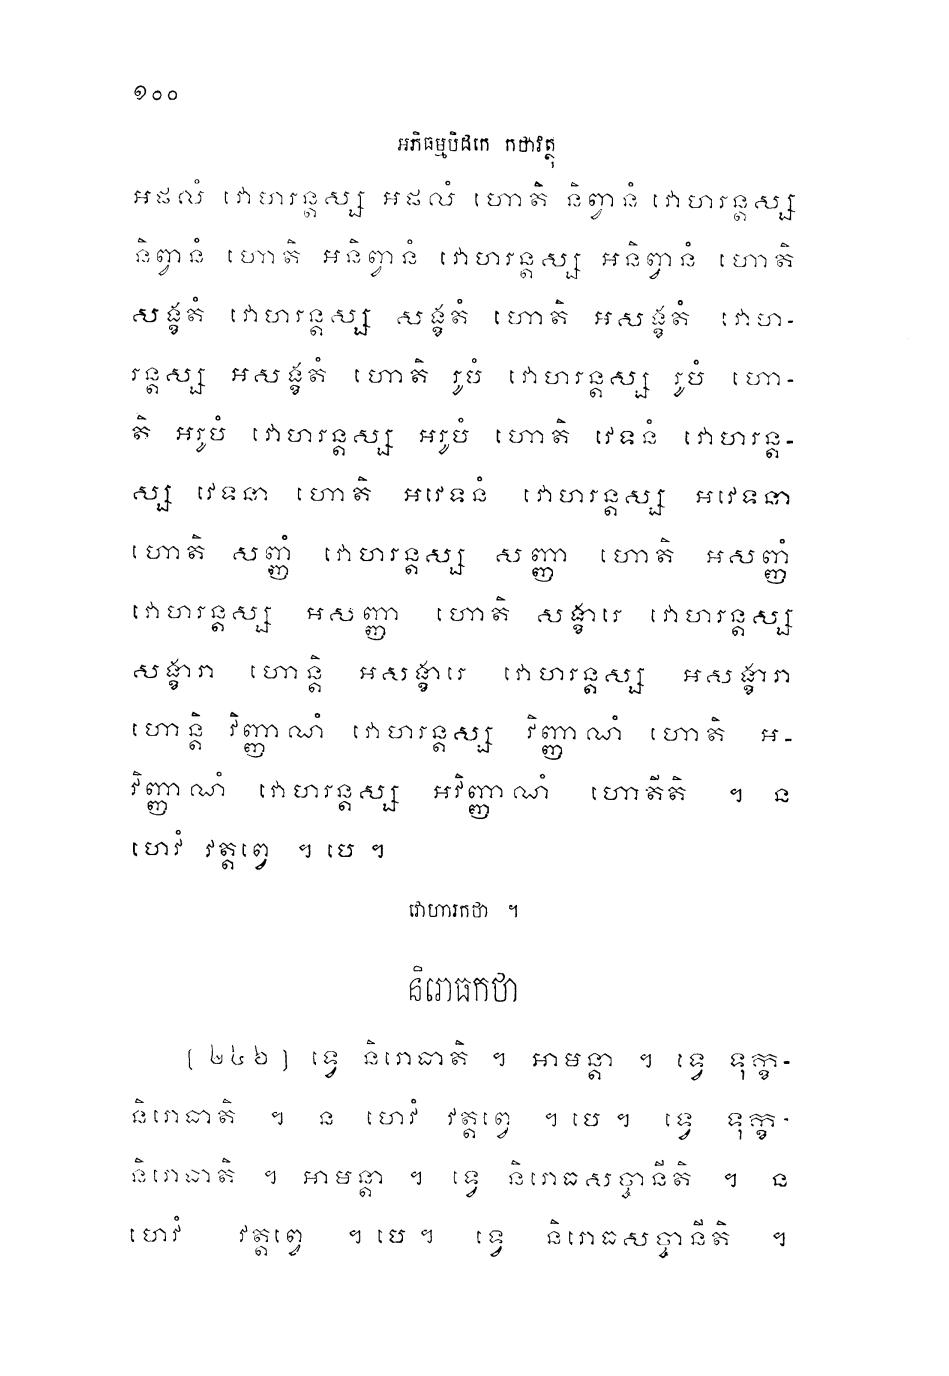 ១០០
អភិធម្មបិដកេ កថាវត្ថុ
អផលំ វោហរន្តស្ស អផលំ ហោតិ និព្វានំ វោហរន្តស្ស
និព្វានំ ហោតិ អនិព្វានំ វោហរន្តស្ស អនិព្វានំ ហោតិ
សង្ខតំ វោហរន្តស្ស សង្ខតំ ហោតិ អសង្ខតំ វោហ-
រន្តស្ស អសង្ខតំ ហោតិ រូបំ វោហរន្តស្ស រូបំ ហោ-
តិ អរូបំ វោហរន្តស្ស អរូបំ ហោតិ វេទនំ វោហរន្ត-
ស្ស វេទនា ហោតិ អវេទនំ វោហរន្តស្ស អវេទនា
ហោតិ សញ្ញំ វោហរន្តស្ស សញ្ញា ហោតិ អសញ្ញំ
វោហរន្តស្ស អសញ្ញា ហោតិ សង្ខារេ វោហរន្តស្ស
សង្ខារា ហោន្តិ អសង្ខារេ វោហរន្តស្ស អសង្ខារា
ហោន្តិ វិញ្ញាណំ វោហរន្តស្ស វិញ្ញាណំ ហោតិ អ-
វិញ្ញាណំ វោហរន្តស្ស អវិញ្ញាណំ ហោតីតិ ។ ន
ហេវំ វត្តព្វេ ។ បេ ។
វោហារកថា ។
និរោធកថា
(២៤៦) ទ្វេ និរោធាតិ ។ អាមន្តា ។ ទ្វេ ទុក្ខ-
និរោធាតិ ។ ន ហេវំ វត្តព្វេ ។ បេ ។ ទ្វេ ទុក្ខ-
និរោធាតិ ។ អាមន្តា ។ ទ្វេ និរោធសច្ចានីតិ ។ ន
ហេវំ វត្តព្វេ ។ បេ ។ ទ្វេ និរោធសច្ចានីតិ ។